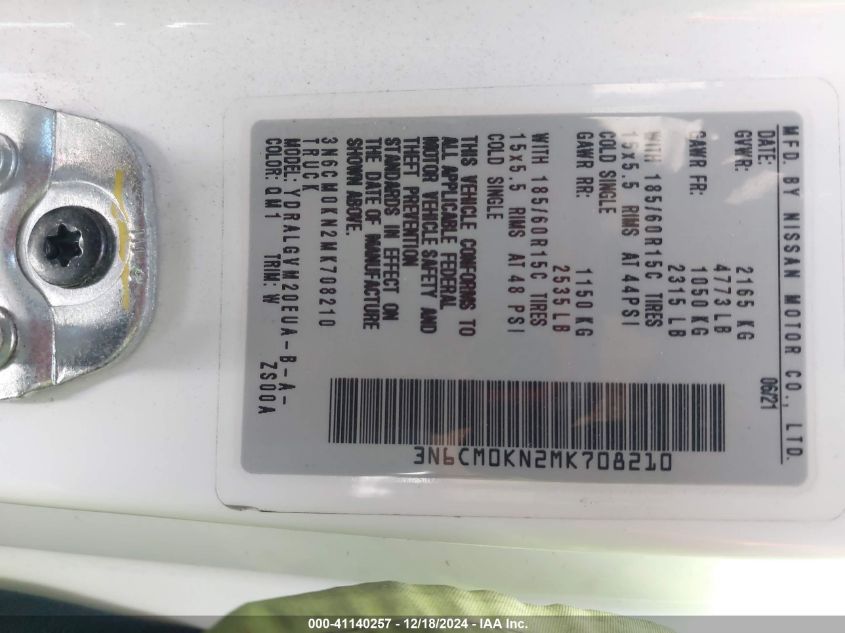 MFD. BY NISSAN MOTOR CO., LTD.
DATE: 06/21
GVWR: 2165 KG
4773 LB
GAWR FR: 1050 KG
2315 LB
WITH 185/60R15C TIRES
15x5.5 RIMS AT 44PSI
COLD SINGLE
GAWR RR: 1150 KG
2535 LB
WITH 185/60R15C TIRES
15x5.5 RIMS AT 48 PSI
COLD SINGLE
THIS VEHICLE CONFORMS TO
ALL APPLICABLE FEDERAL
MOTOR VEHICLE SAFETY AND
THEFT PREVENTION
STANDARDS IN EFFECT ON
THE DATE OF MANUFACTURE
SHOWN ABOVE.
3N6CM0KN2MK708210
TRUCK
MODEL: YDRALGVM20EUA-B-A-
COLOR: QM1 TRIM: W ZS00A
3N6CM0KN2MK708210
000-41140257 - 12/18/2024 - IAA Inc.